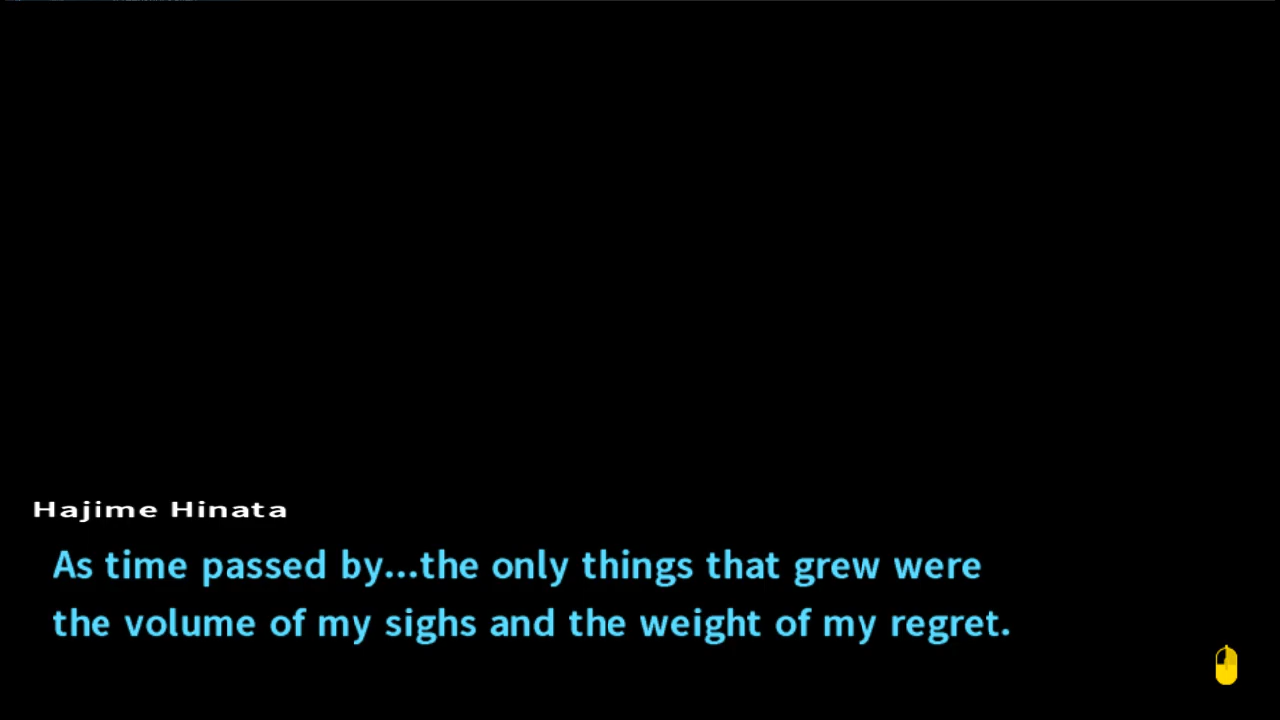 Hajime Hinata
As time passed by...the only things that grew were
the volume of my sighs and the weight of my regret.